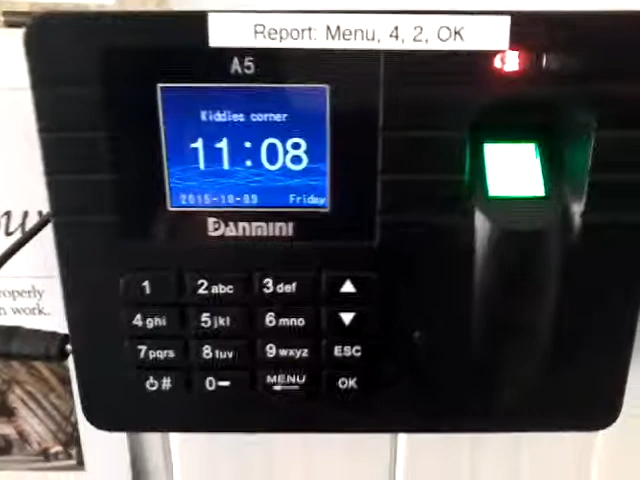 Report: Menu, 4, 2, OK
A5
Kiddies corner
11:08
2015-10-09 Friday
DANMINI
1 2abc 3def ▲
4ghi 5jkl 6mno ▼
7pqrs 8tuv 9wxyz ESC
#  0 MENU OK
roperly
n work.